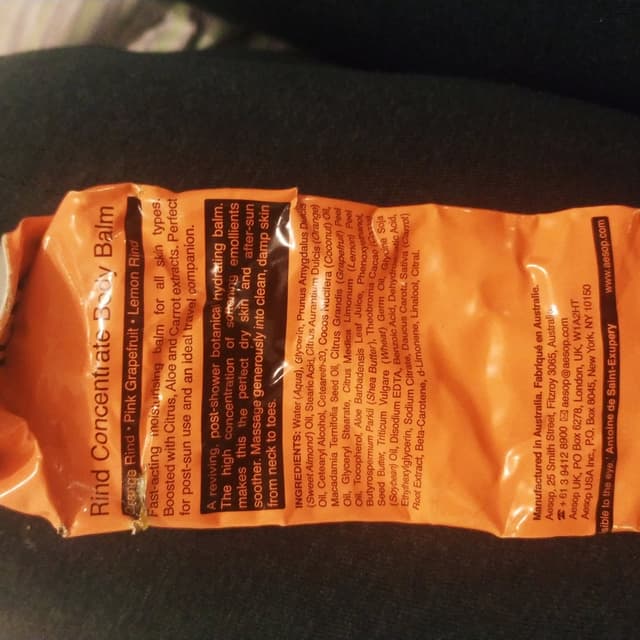 Rind Concentrate Body Balm
Orange Rind • Pink Grapefruit • Lemon Rind
Fast-acting moisturising balm for all skin types.
Boosted with Citrus, Aloe and Carrot extracts. Perfect
for post-sun use and an ideal travel companion.
A reviving, post-shower botanical hydrating balm.
The high concentration of softening emollients
makes this the perfect dry skin and after-sun
soother. Massage generously into clean, damp skin
from neck to toes.
INGREDIENTS: Water (Aqua), Glycerin, Prunus Amygdalus Dulcis
(Sweet Almond) Oil, Stearic Acid, Citrus Aurantium Dulcis (Orange)
Oil, Cetearyl Alcohol, Ceteareth-20, Cocos Nucifera (Coconut) Oil,
Macadamia Ternifolia Seed Oil, Citrus Grandis (Grapefruit) Peel
Oil, Glyceryl Stearate, Citrus Medica Limonum (Lemon) Peel
Oil, Tocopherol, Aloe Barbadensis Leaf Juice, Phenoxyethanol,
Butyrospermum Parkii (Shea Butter), Theobroma Cacao (Cocoa)
Seed Butter, Triticum Vulgare (Wheat) Germ Oil, Glycine Soja
(Soybean) Oil, Disodium EDTA, Benzoic Acid, Dehydroacetic Acid,
Ethylhexylglycerin, Sodium Citrate, Daucus Carota Sativa (Carrot)
Root Extract, Beta-Carotene, d-Limonene, Linalool, Citral.
Manufactured in Australia. Fabriqué en Australie.
Aesop, 25 Smith Street, Fitzroy 3065, Australia
☎ +61 3 9412 8900 ✉ aesop@aesop.com
Aesop UK, PO Box 6278, London, UK, W1A2HT
Aesop USA Inc., P.O. Box 8045, New York, NY 10150
sible to the eye.' Antoine de Saint-Exupery www.aesop.com